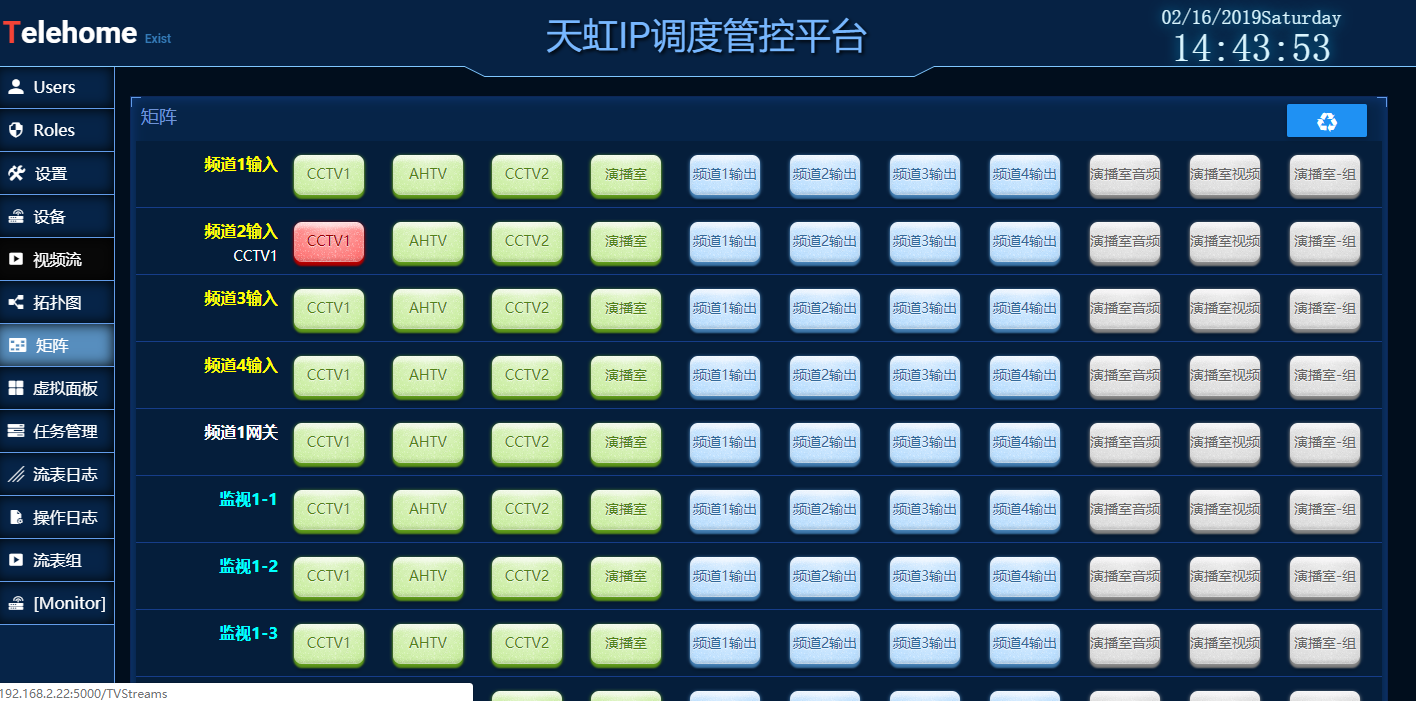 Telehome Exist
天虹IP调度管控平台
02/16/2019Saturday
14:43:53
Users
Roles
设置
设备
视频流
拓扑图
矩阵
虚拟面板
任务管理
流表日志
操作日志
流表组
[Monitor]
矩阵
频道1输入 CCTV1 AHTV CCTV2 演播室 频道1输出 频道2输出 频道3输出 频道4输出 演播室音频 演播室视频 演播室-组
频道2输入 CCTV1 AHTV CCTV2 演播室 频道1输出 频道2输出 频道3输出 频道4输出 演播室音频 演播室视频 演播室-组
CCTV1
频道3输入 CCTV1 AHTV CCTV2 演播室 频道1输出 频道2输出 频道3输出 频道4输出 演播室音频 演播室视频 演播室-组
频道4输入 CCTV1 AHTV CCTV2 演播室 频道1输出 频道2输出 频道3输出 频道4输出 演播室音频 演播室视频 演播室-组
频道1网关 CCTV1 AHTV CCTV2 演播室 频道1输出 频道2输出 频道3输出 频道4输出 演播室音频 演播室视频 演播室-组
监视1-1 CCTV1 AHTV CCTV2 演播室 频道1输出 频道2输出 频道3输出 频道4输出 演播室音频 演播室视频 演播室-组
监视1-2 CCTV1 AHTV CCTV2 演播室 频道1输出 频道2输出 频道3输出 频道4输出 演播室音频 演播室视频 演播室-组
监视1-3 CCTV1 AHTV CCTV2 演播室 频道1输出 频道2输出 频道3输出 频道4输出 演播室音频 演播室视频 演播室-组
192.168.2.22:5000/TVStreams